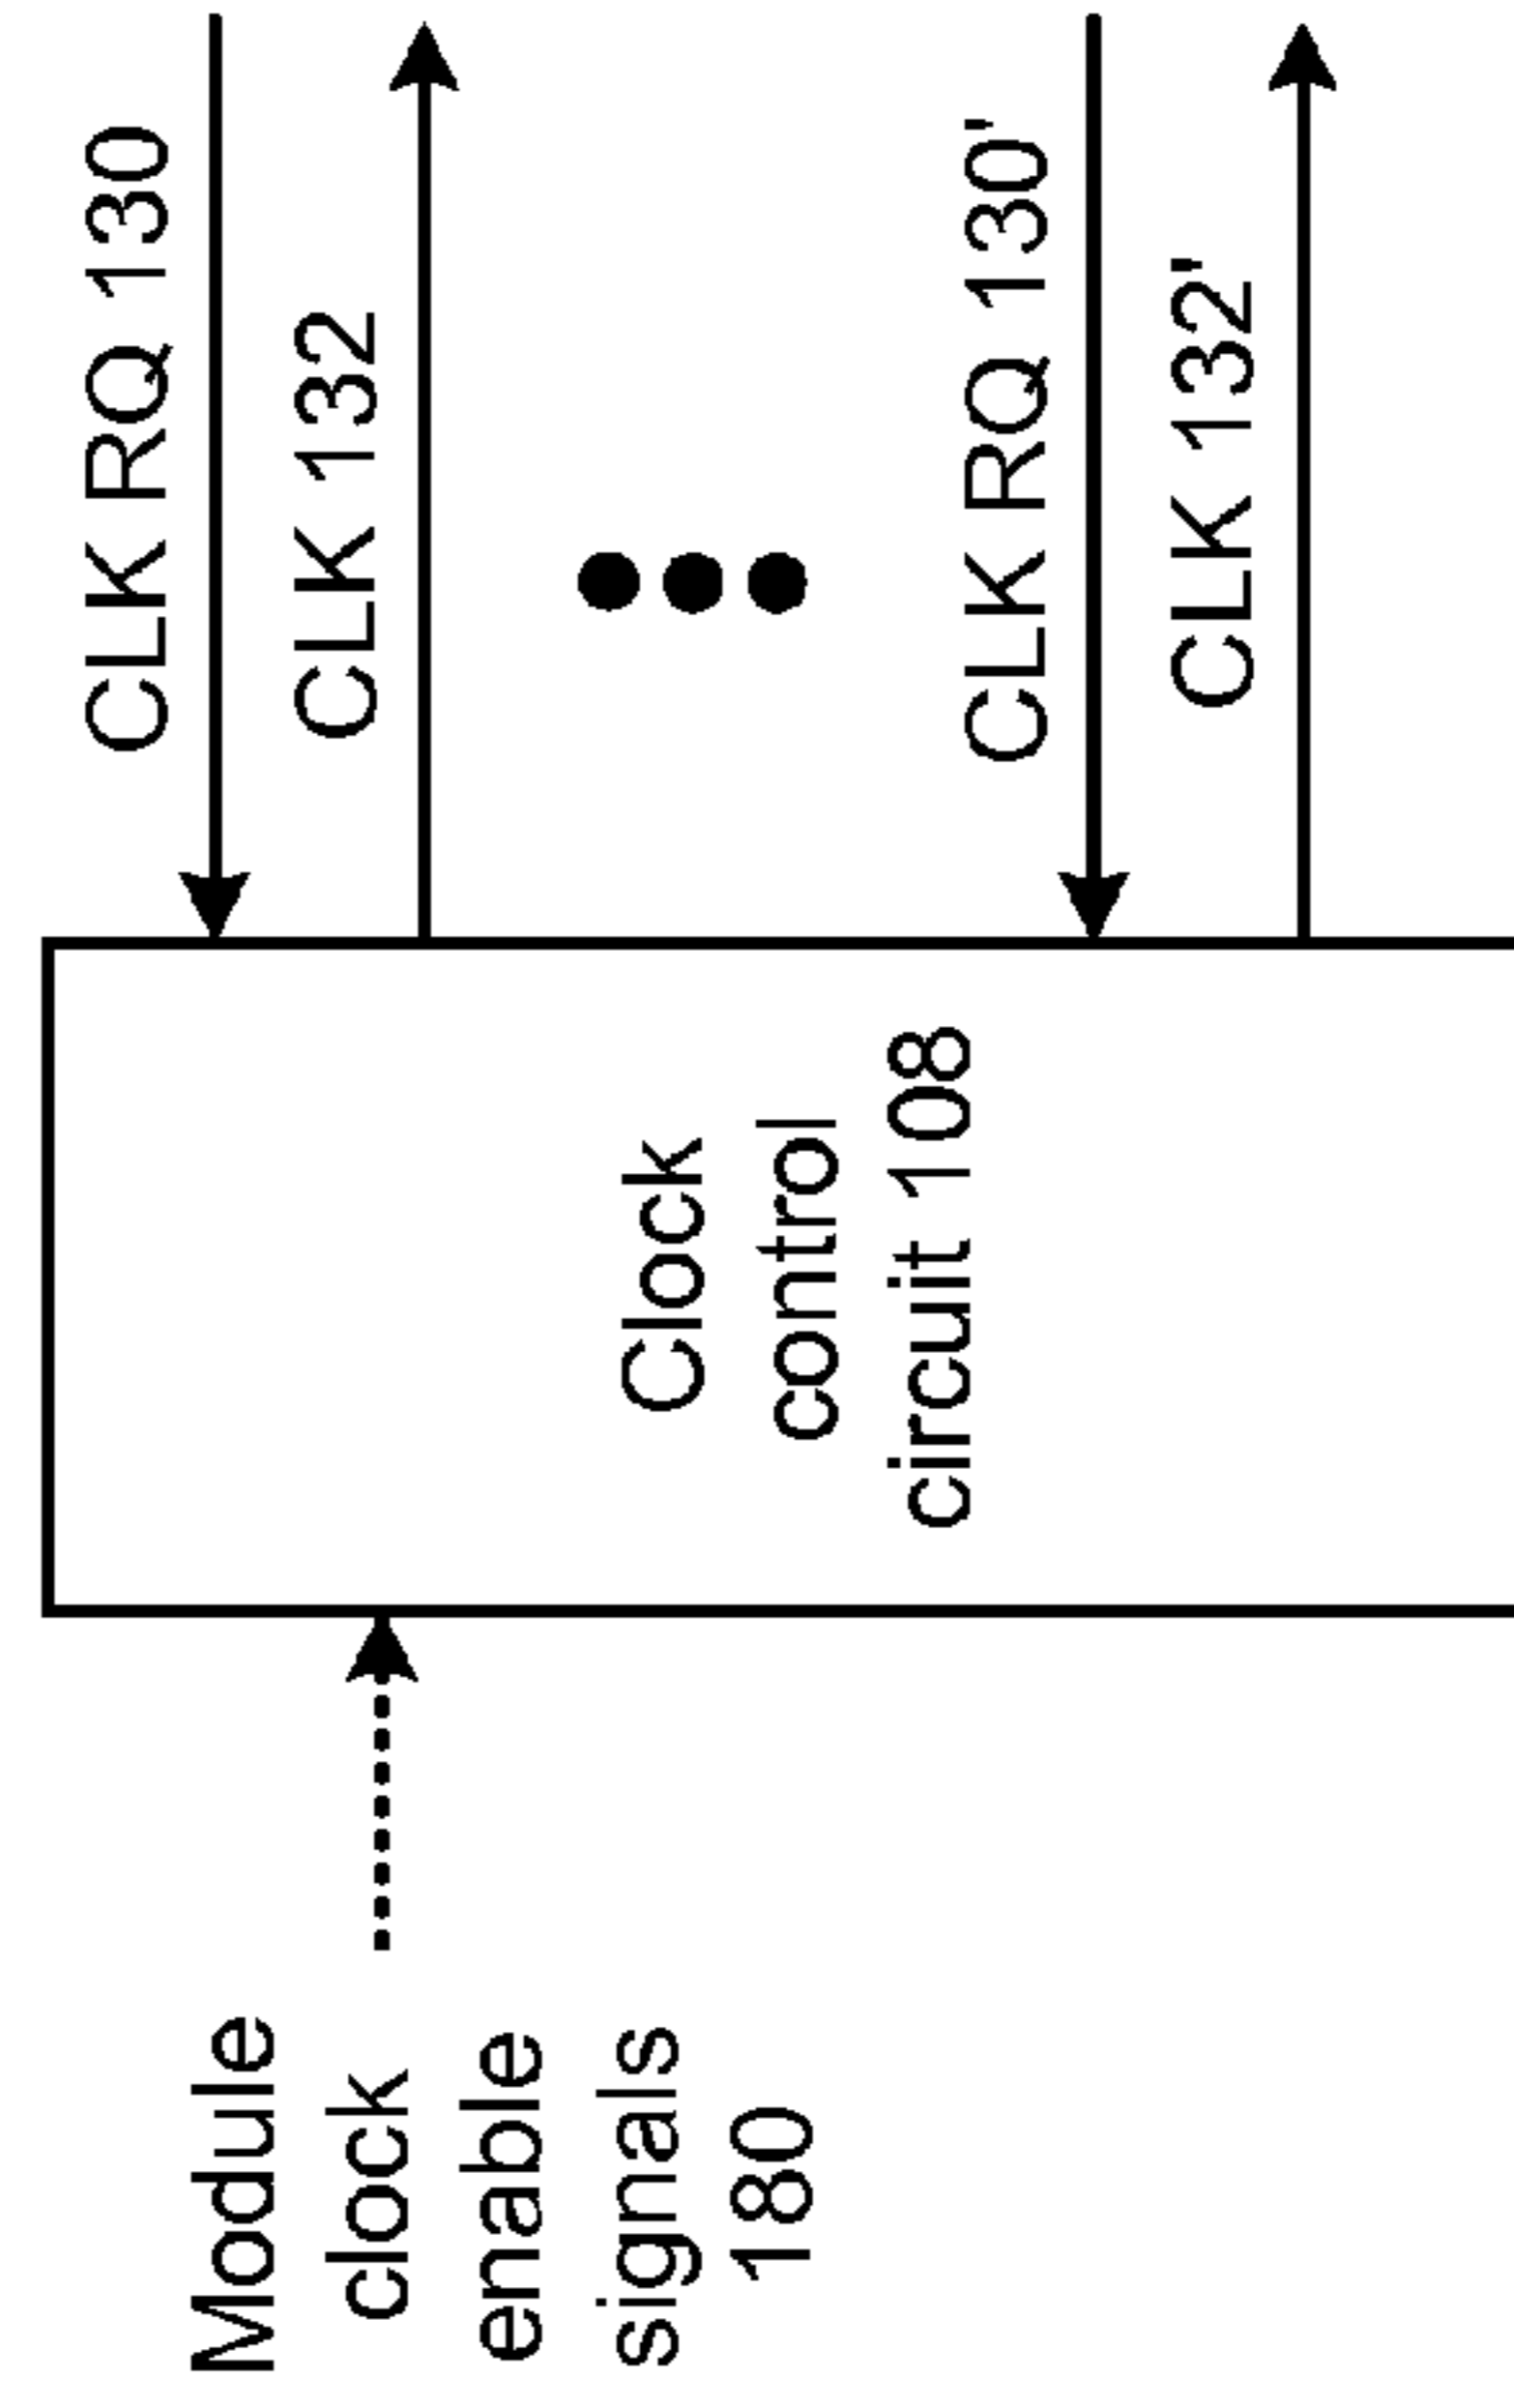 CLK RQ 130
CLK 132
CLK RQ 130'
CLK 132'
Clock
control
circuit 108
Module
clock
enable
signals
180